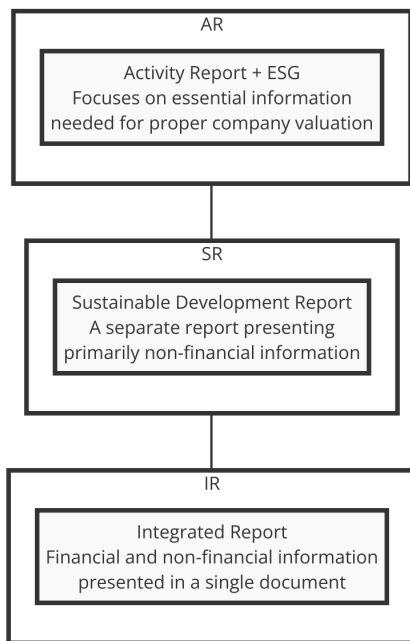 AR
Activity Report + ESG
Focuses on essential information
needed for proper company valuation
SR
Sustainable Development Report
A separate report presenting
primarily non-financial information
IR
Integrated Report
Financial and non-financial information
presented in a single document